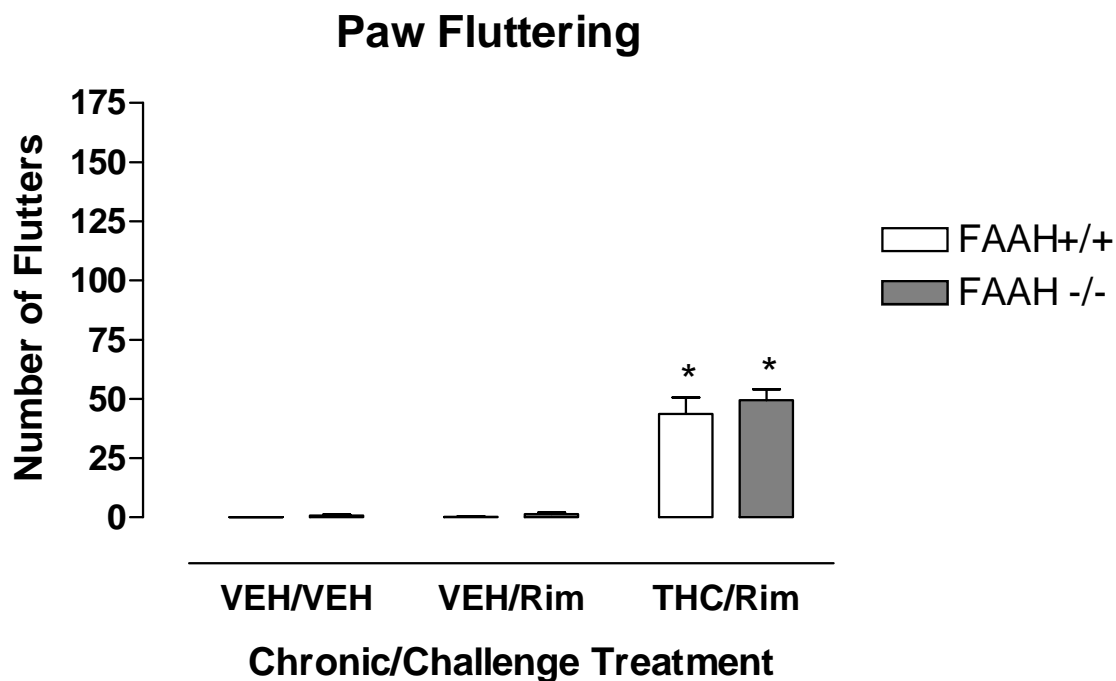 Paw Fluttering
Number of Flutters
175
150
125
100
75
50
25
0
* *
FAAH+/+
FAAH -/-
VEH/VEH VEH/Rim THC/Rim
Chronic/Challenge Treatment